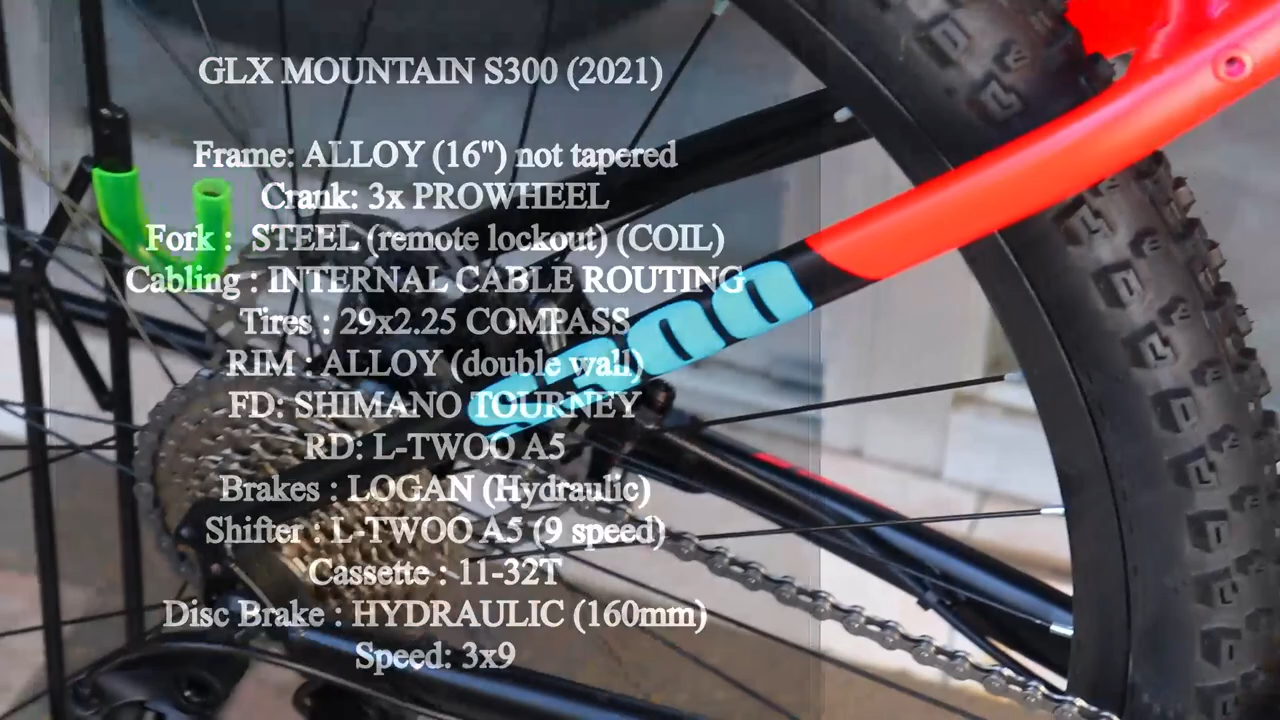 GLX MOUNTAIN S300 (2021)
Frame: ALLOY (16") not tapered
Crank: 3x PROWHEEL
Fork : STEEL (remote lockout) (COIL)
Cabling : INTERNAL CABLE ROUTING
Tires : 29x2.25 COMPASS
RIM : ALLOY (double wall)
FD: SHIMANO TOURNEY
RD: L-TWOO A5
Brakes : LOGAN (Hydraulic)
Shifter : L-TWOO A5 (9 speed)
Cassette : 11-32T
Disc Brake : HYDRAULIC (160mm)
Speed: 3x9
S300